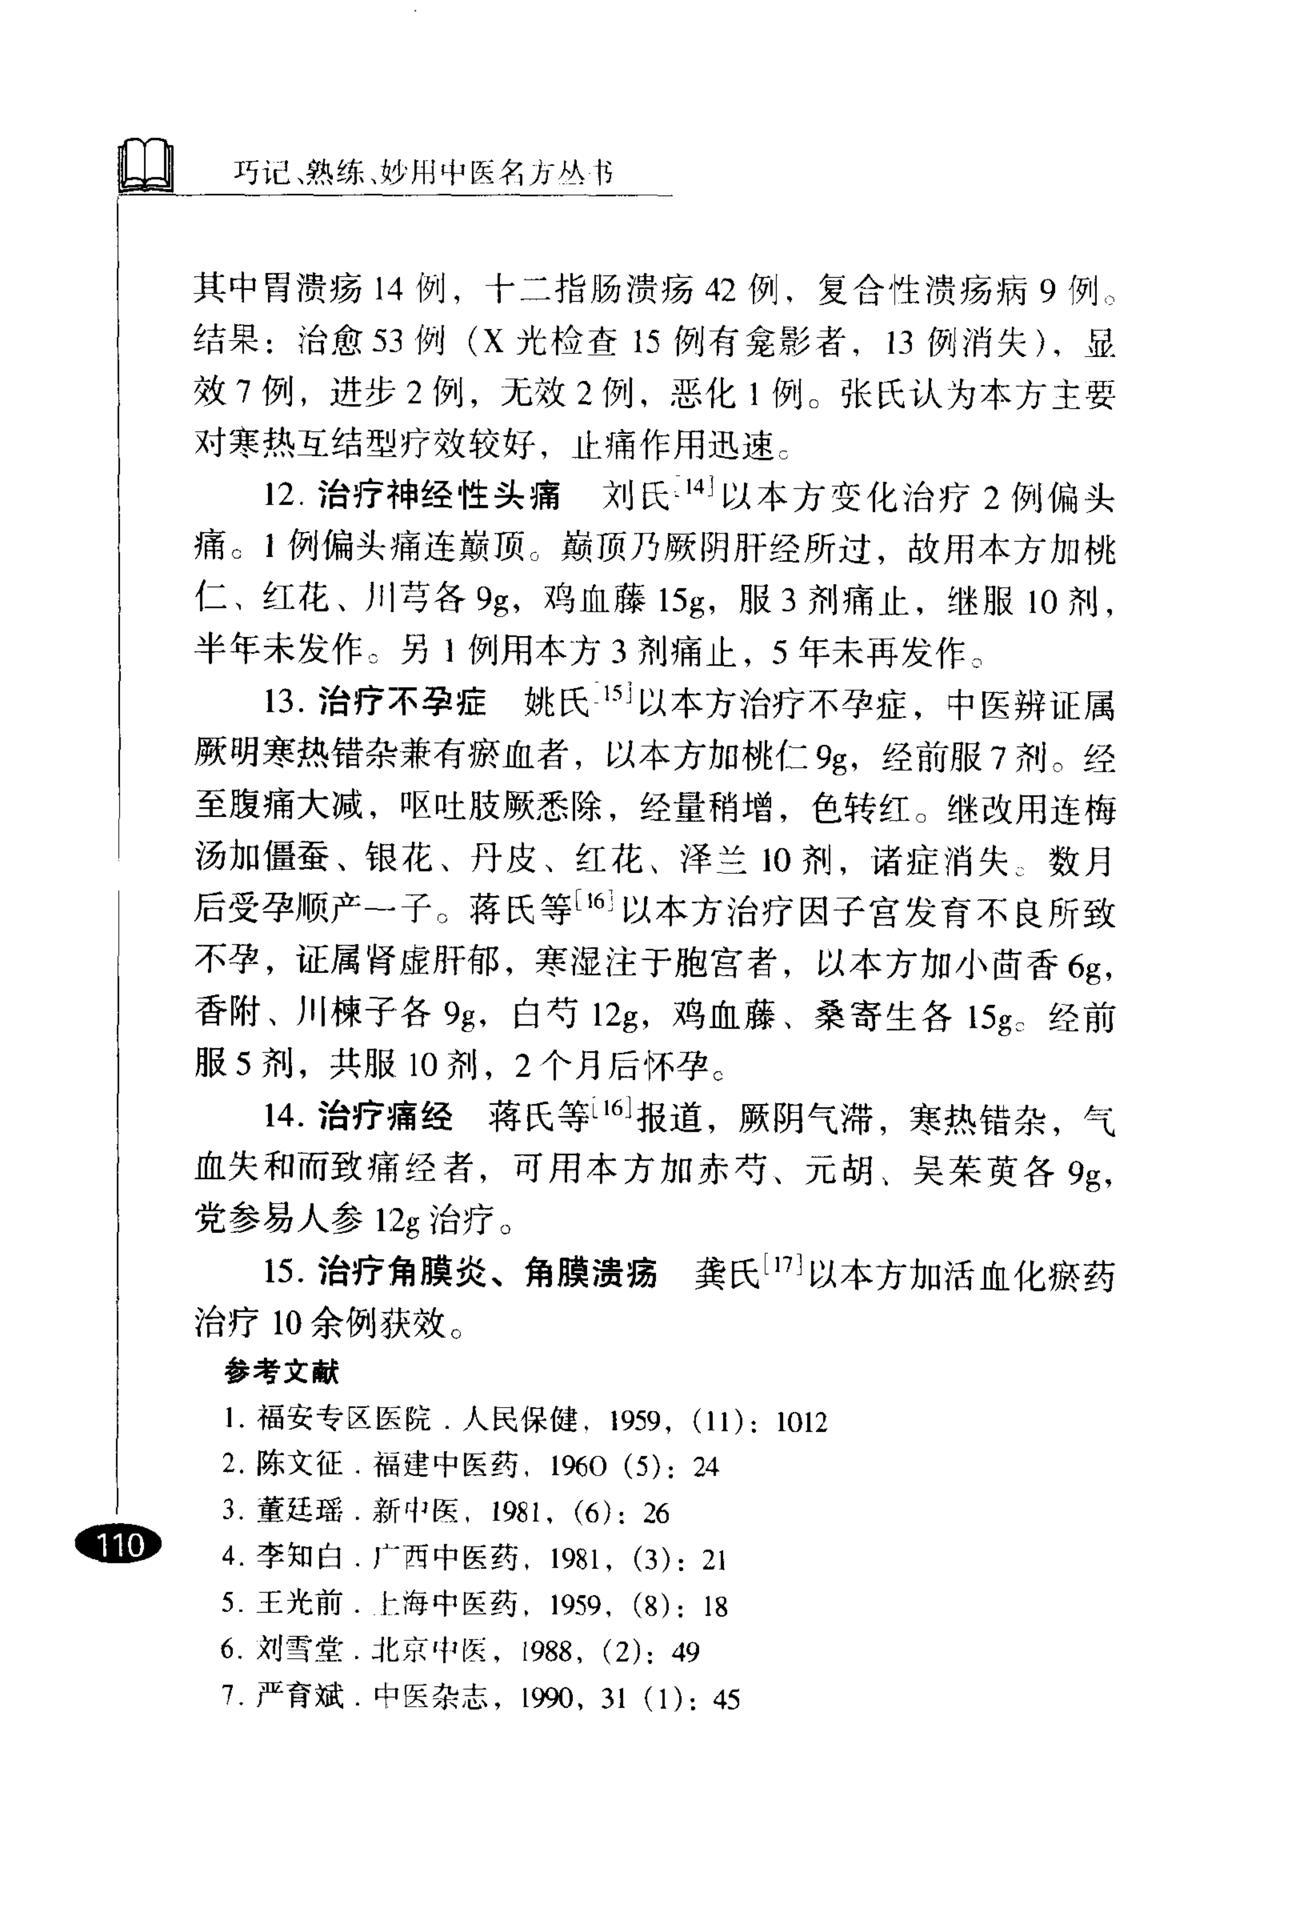 巧记、熟练、妙用中医名方丛书
其中胃溃疡 14 例，十二指肠溃疡 42 例，复合性溃疡病 9 例。
结果：治愈 53 例（X 光检查 15 例有龛影者，13 例消失），显
效 7 例，进步 2 例，无效 2 例，恶化 1 例。张氏认为本方主要
对寒热互结型疗效较好，止痛作用迅速。
12. 治疗神经性头痛 刘氏[14]以本方变化治疗 2 例偏头
痛。1 例偏头痛连巅顶。巅顶乃厥阴肝经所过，故用本方加桃
仁、红花、川芎各 9g，鸡血藤 15g，服 3 剂痛止，继服 10 剂，
半年未发作。另 1 例用本方 3 剂痛止，5 年未再发作。
13. 治疗不孕症 姚氏[15]以本方治疗不孕症，中医辨证属
厥明寒热错杂兼有瘀血者，以本方加桃仁 9g，经前服 7 剂。经
至腹痛大减，呕吐肢厥悉除，经量稍增，色转红。继改用连梅
汤加僵蚕、银花、丹皮、红花、泽兰 10 剂，诸症消失。数月
后受孕顺产一子。蒋氏等[16]以本方治疗因子宫发育不良所致
不孕，证属肾虚肝郁，寒湿注于胞宫者，以本方加小茴香 6g，
香附、川楝子各 9g，白芍 12g，鸡血藤、桑寄生各 15g。经前
服 5 剂，共服 10 剂，2 个月后怀孕。
14. 治疗痛经 蒋氏等[16]报道，厥阴气滞，寒热错杂，气
血失和而致痛经者，可用本方加赤芍、元胡、吴茱萸各 9g，
党参易人参 12g 治疗。
15. 治疗角膜炎、角膜溃疡 龚氏[17]以本方加活血化瘀药
治疗 10 余例获效。
参考文献
1. 福安专区医院．人民保健，1959，(11)：1012
2. 陈文征．福建中医药，1960 (5)：24
3. 董廷瑶．新中医，1981，(6)：26
4. 李知白．广西中医药，1981，(3)：21
5. 王光前．上海中医药，1959，(8)：18
6. 刘雪堂．北京中医，1988，(2)：49
7. 严育斌．中医杂志，1990，31 (1)：45
110